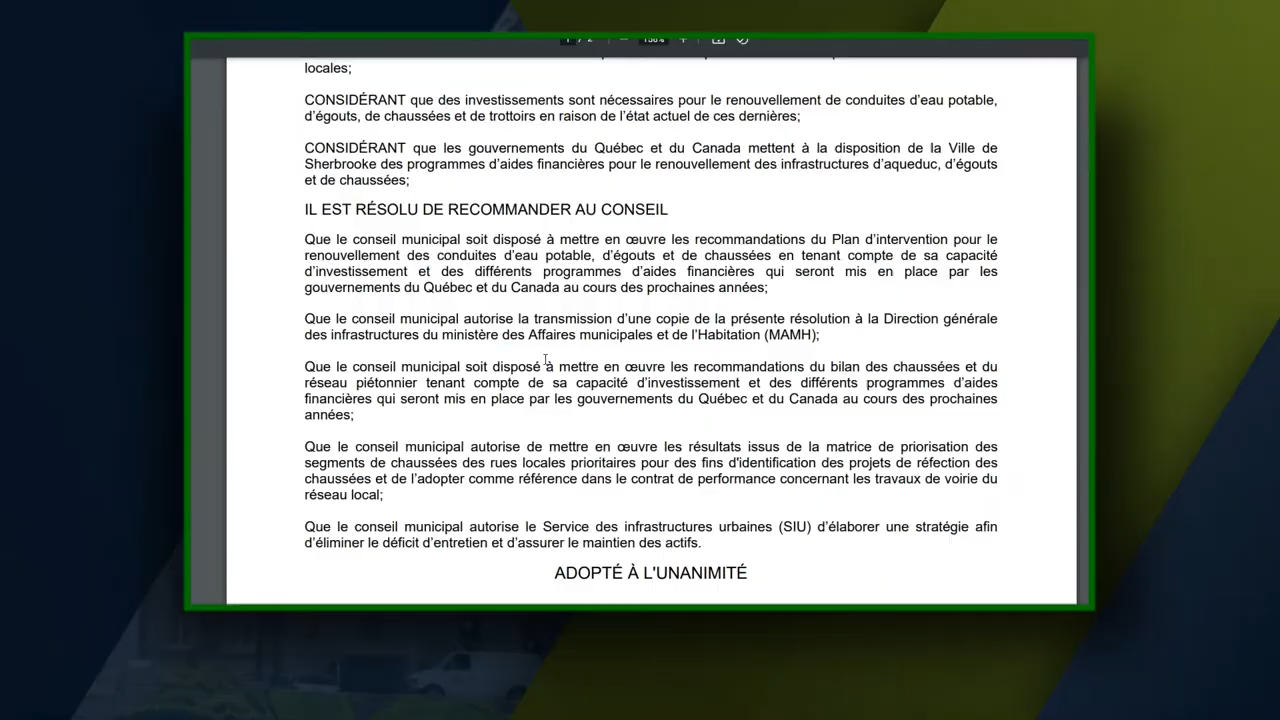 locales;
CONSIDÉRANT que des investissements sont nécessaires pour le renouvellement de conduites d'eau potable,
d'égouts, de chaussées et de trottoirs en raison de l'état actuel de ces dernières;
CONSIDÉRANT que les gouvernements du Québec et du Canada mettent à la disposition de la Ville de
Sherbrooke des programmes d'aides financières pour le renouvellement des infrastructures d'aqueduc, d'égouts
et de chaussées;
IL EST RÉSOLU DE RECOMMANDER AU CONSEIL
Que le conseil municipal soit disposé à mettre en œuvre les recommandations du Plan d'intervention pour le
renouvellement des conduites d'eau potable, d'égouts et de chaussées en tenant compte de sa capacité
d'investissement et des différents programmes d'aides financières qui seront mis en place par les
gouvernements du Québec et du Canada au cours des prochaines années;
Que le conseil municipal autorise la transmission d'une copie de la présente résolution à la Direction générale
des infrastructures du ministère des Affaires municipales et de l'Habitation (MAMH);
Que le conseil municipal soit disposé à mettre en œuvre les recommandations du bilan des chaussées et du
réseau piétonnier tenant compte de sa capacité d'investissement et des différents programmes d'aides
financières qui seront mis en place par les gouvernements du Québec et du Canada au cours des prochaines
années;
Que le conseil municipal autorise de mettre en œuvre les résultats issus de la matrice de priorisation des
segments de chaussées des rues locales prioritaires pour des fins d'identification des projets de réfection des
chaussées et de l'adopter comme référence dans le contrat de performance concernant les travaux de voirie du
réseau local;
Que le conseil municipal autorise le Service des infrastructures urbaines (SIU) d'élaborer une stratégie afin
d'éliminer le déficit d'entretien et d'assurer le maintien des actifs.
ADOPTÉ À L'UNANIMITÉ